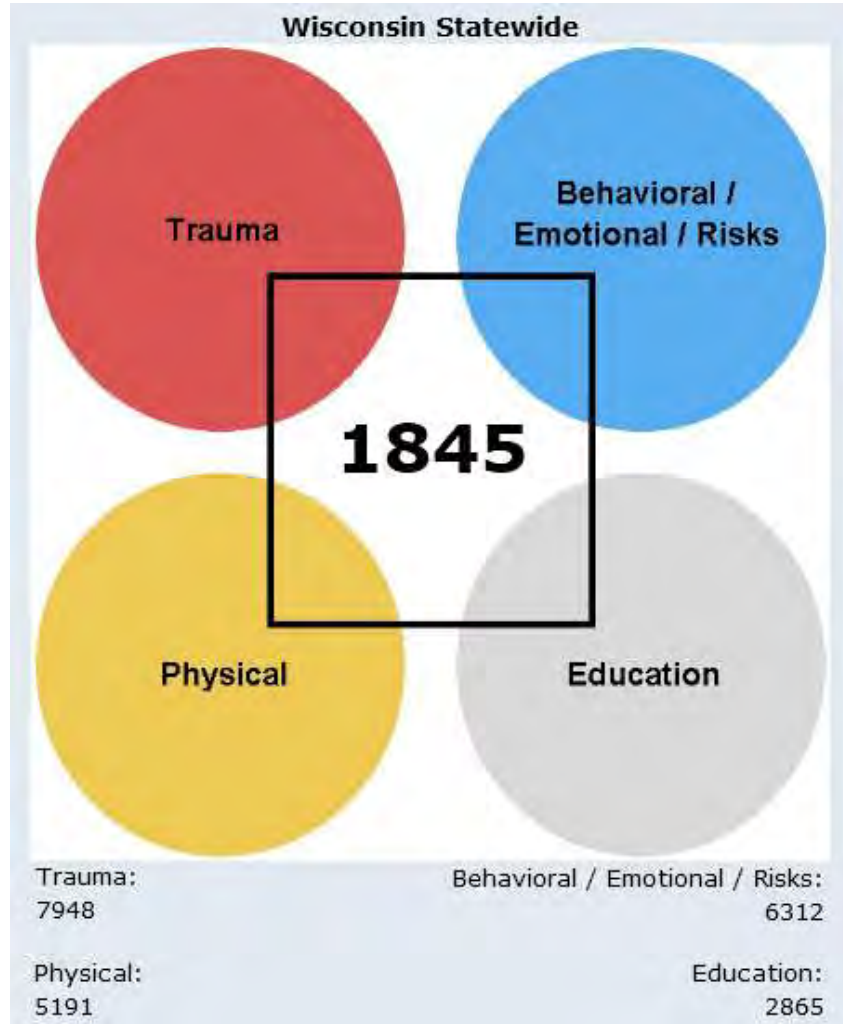 Wisconsin Statewide
Trauma
Behavioral /
Emotional / Risks
1845
Physical
Education
Trauma:
7948
Behavioral / Emotional / Risks:
6312
Physical:
5191
Education:
2865